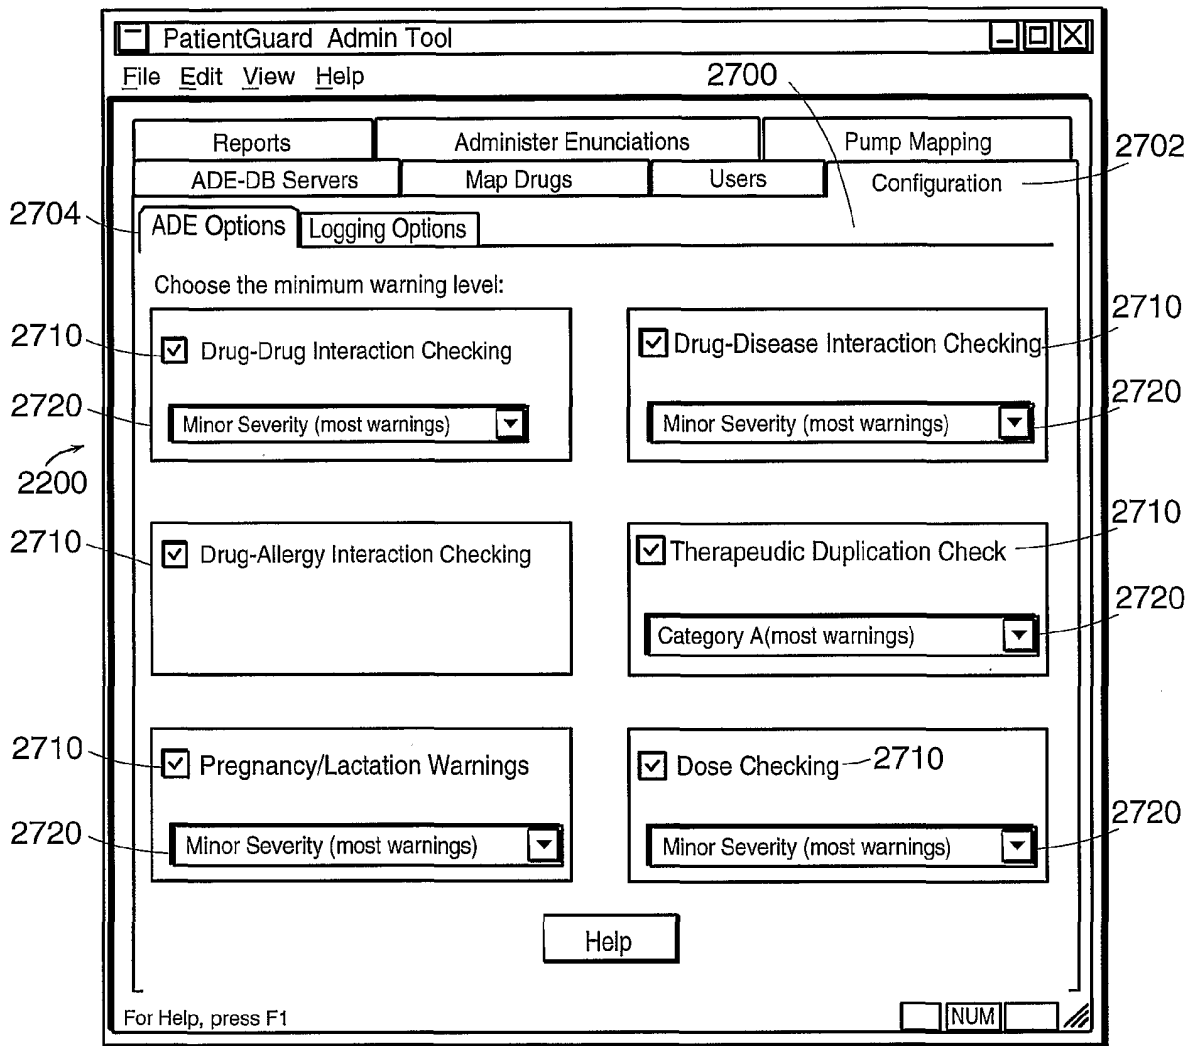 PatientGuard Admin Tool
File Edit View Help
2700
Reports Administer Enunciations Pump Mapping
2702
ADE-DB Servers Map Drugs Users Configuration
2704
ADE Options Logging Options
Choose the minimum warning level:
2710 Drug-Drug Interaction Checking
Drug-Disease Interaction Checking 2710
2720 Minor Severity (most warnings)
Minor Severity (most warnings) 2720
2200
2710 Drug-Allergy Interaction Checking
Therapeudic Duplication Check 2710
Category A(most warnings) 2720
2710 Pregnancy/Lactation Warnings
Dose Checking 2710
2720 Minor Severity (most warnings)
Minor Severity (most warnings) 2720
Help
For Help, press F1
NUM